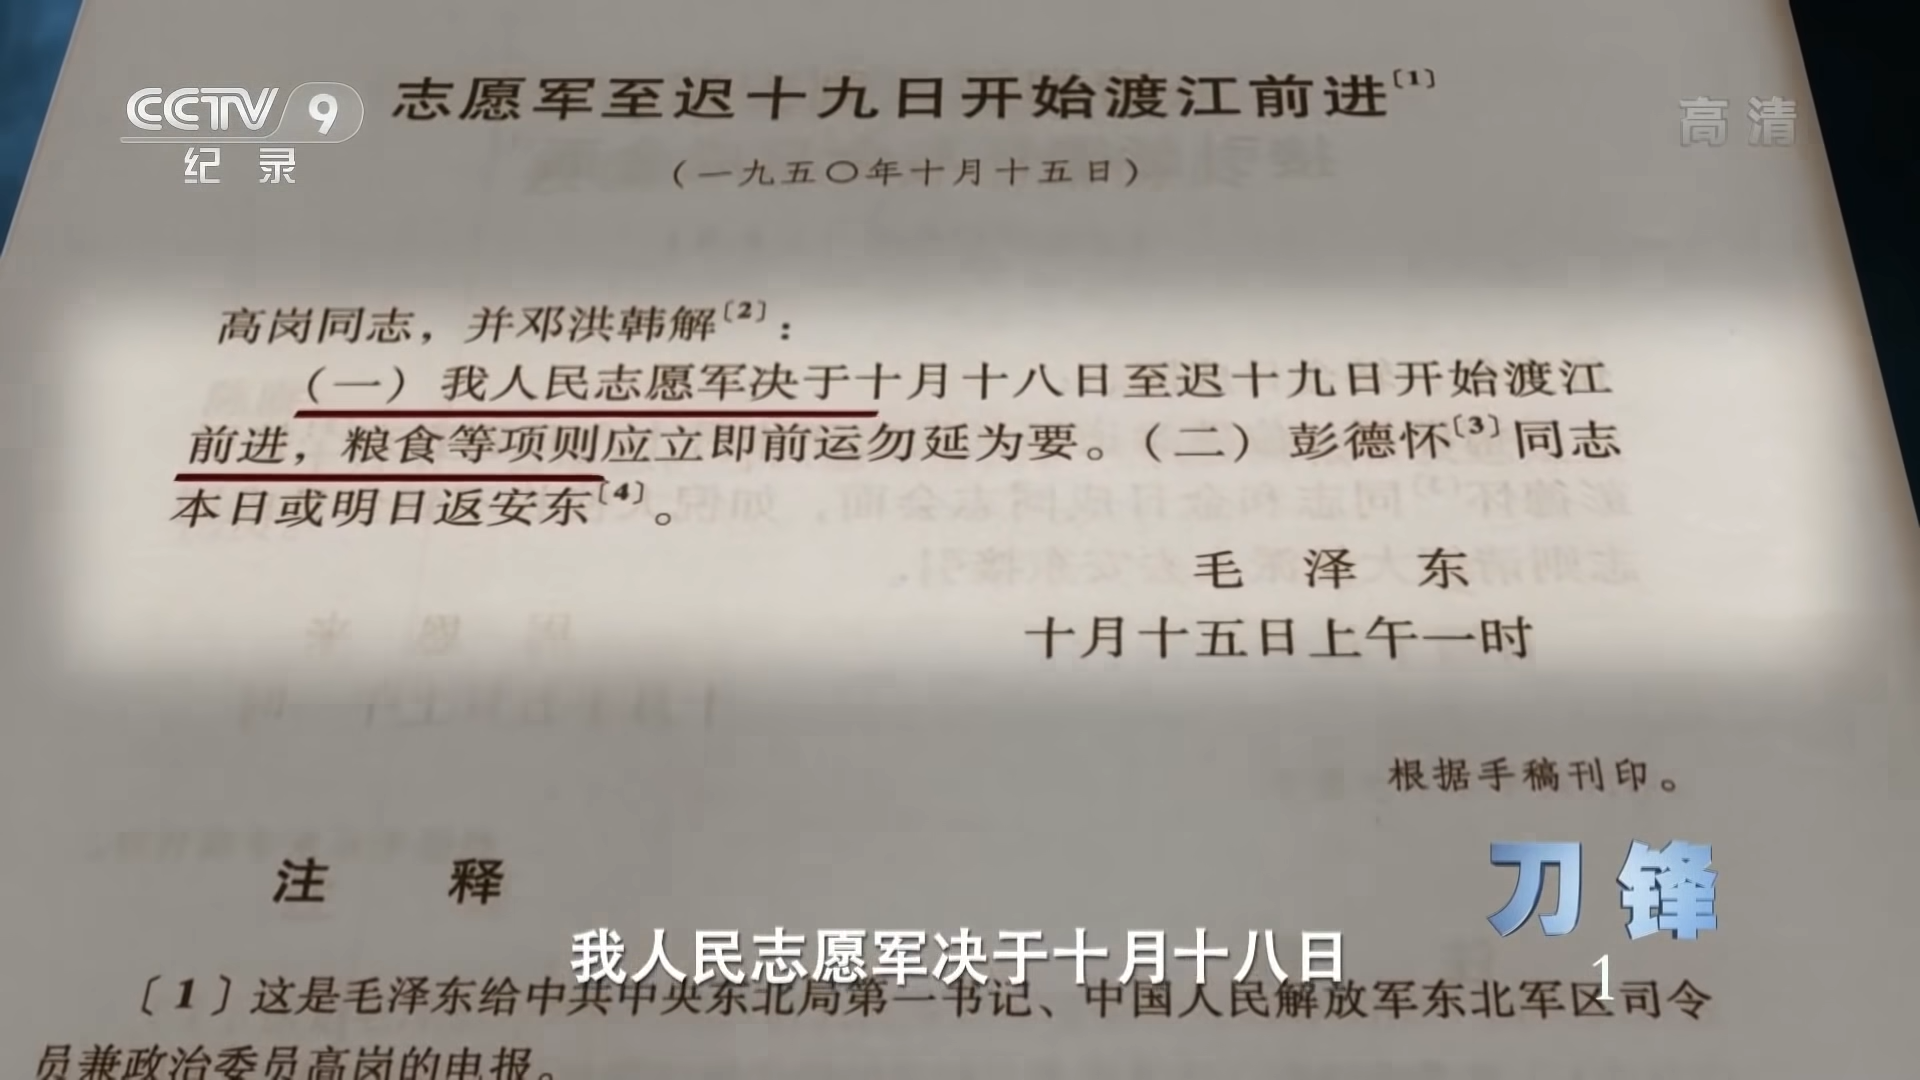 志愿军至迟十九日开始渡江前进〔1〕
CCTV 9
纪 录
高清
（一九五〇年十月十五日）
高岗同志，并邓洪韩解〔2〕：
（一）我人民志愿军决于十月十八日至迟十九日开始渡江
前进，粮食等项则应立即前运勿延为要。（二）彭德怀〔3〕同志
本日或明日返安东〔4〕。
毛 泽 东
十月十五日上午一时
根据手稿刊印。
注 释
刀锋
1
我人民志愿军决于十月十八日
〔1〕这是毛泽东给中共中央东北局第一书记、中国人民解放军东北军区司令
员兼政治委员高岗的电报。